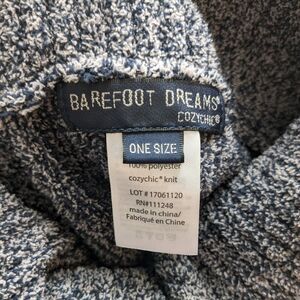 BAREFOOT DREAMS®
COZYCHIC®
ONE SIZE
100% polyester
cozychic® knit
LOT # 17061120
RN#111248
made in china/
Fabriqué en Chine